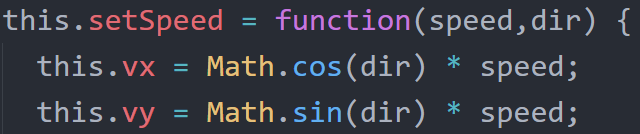 this.setSpeed = function(speed,dir) {
this.vx = Math.cos(dir) * speed;
this.vy = Math.sin(dir) * speed;